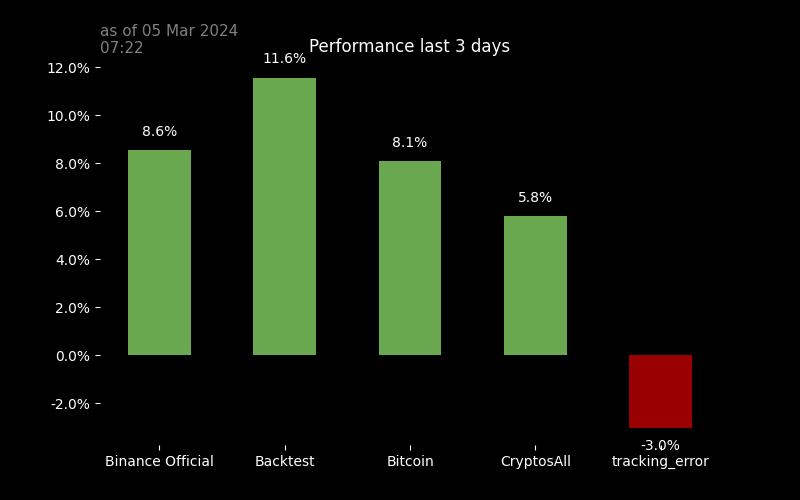 as of 05 Mar 2024
07:22
Performance last 3 days
12.0%
10.0%
8.0%
6.0%
4.0%
2.0%
0.0%
-2.0%
8.6%
11.6%
8.1%
5.8%
-3.0%
Binance Official
Backtest
Bitcoin
CryptosAll
tracking_error